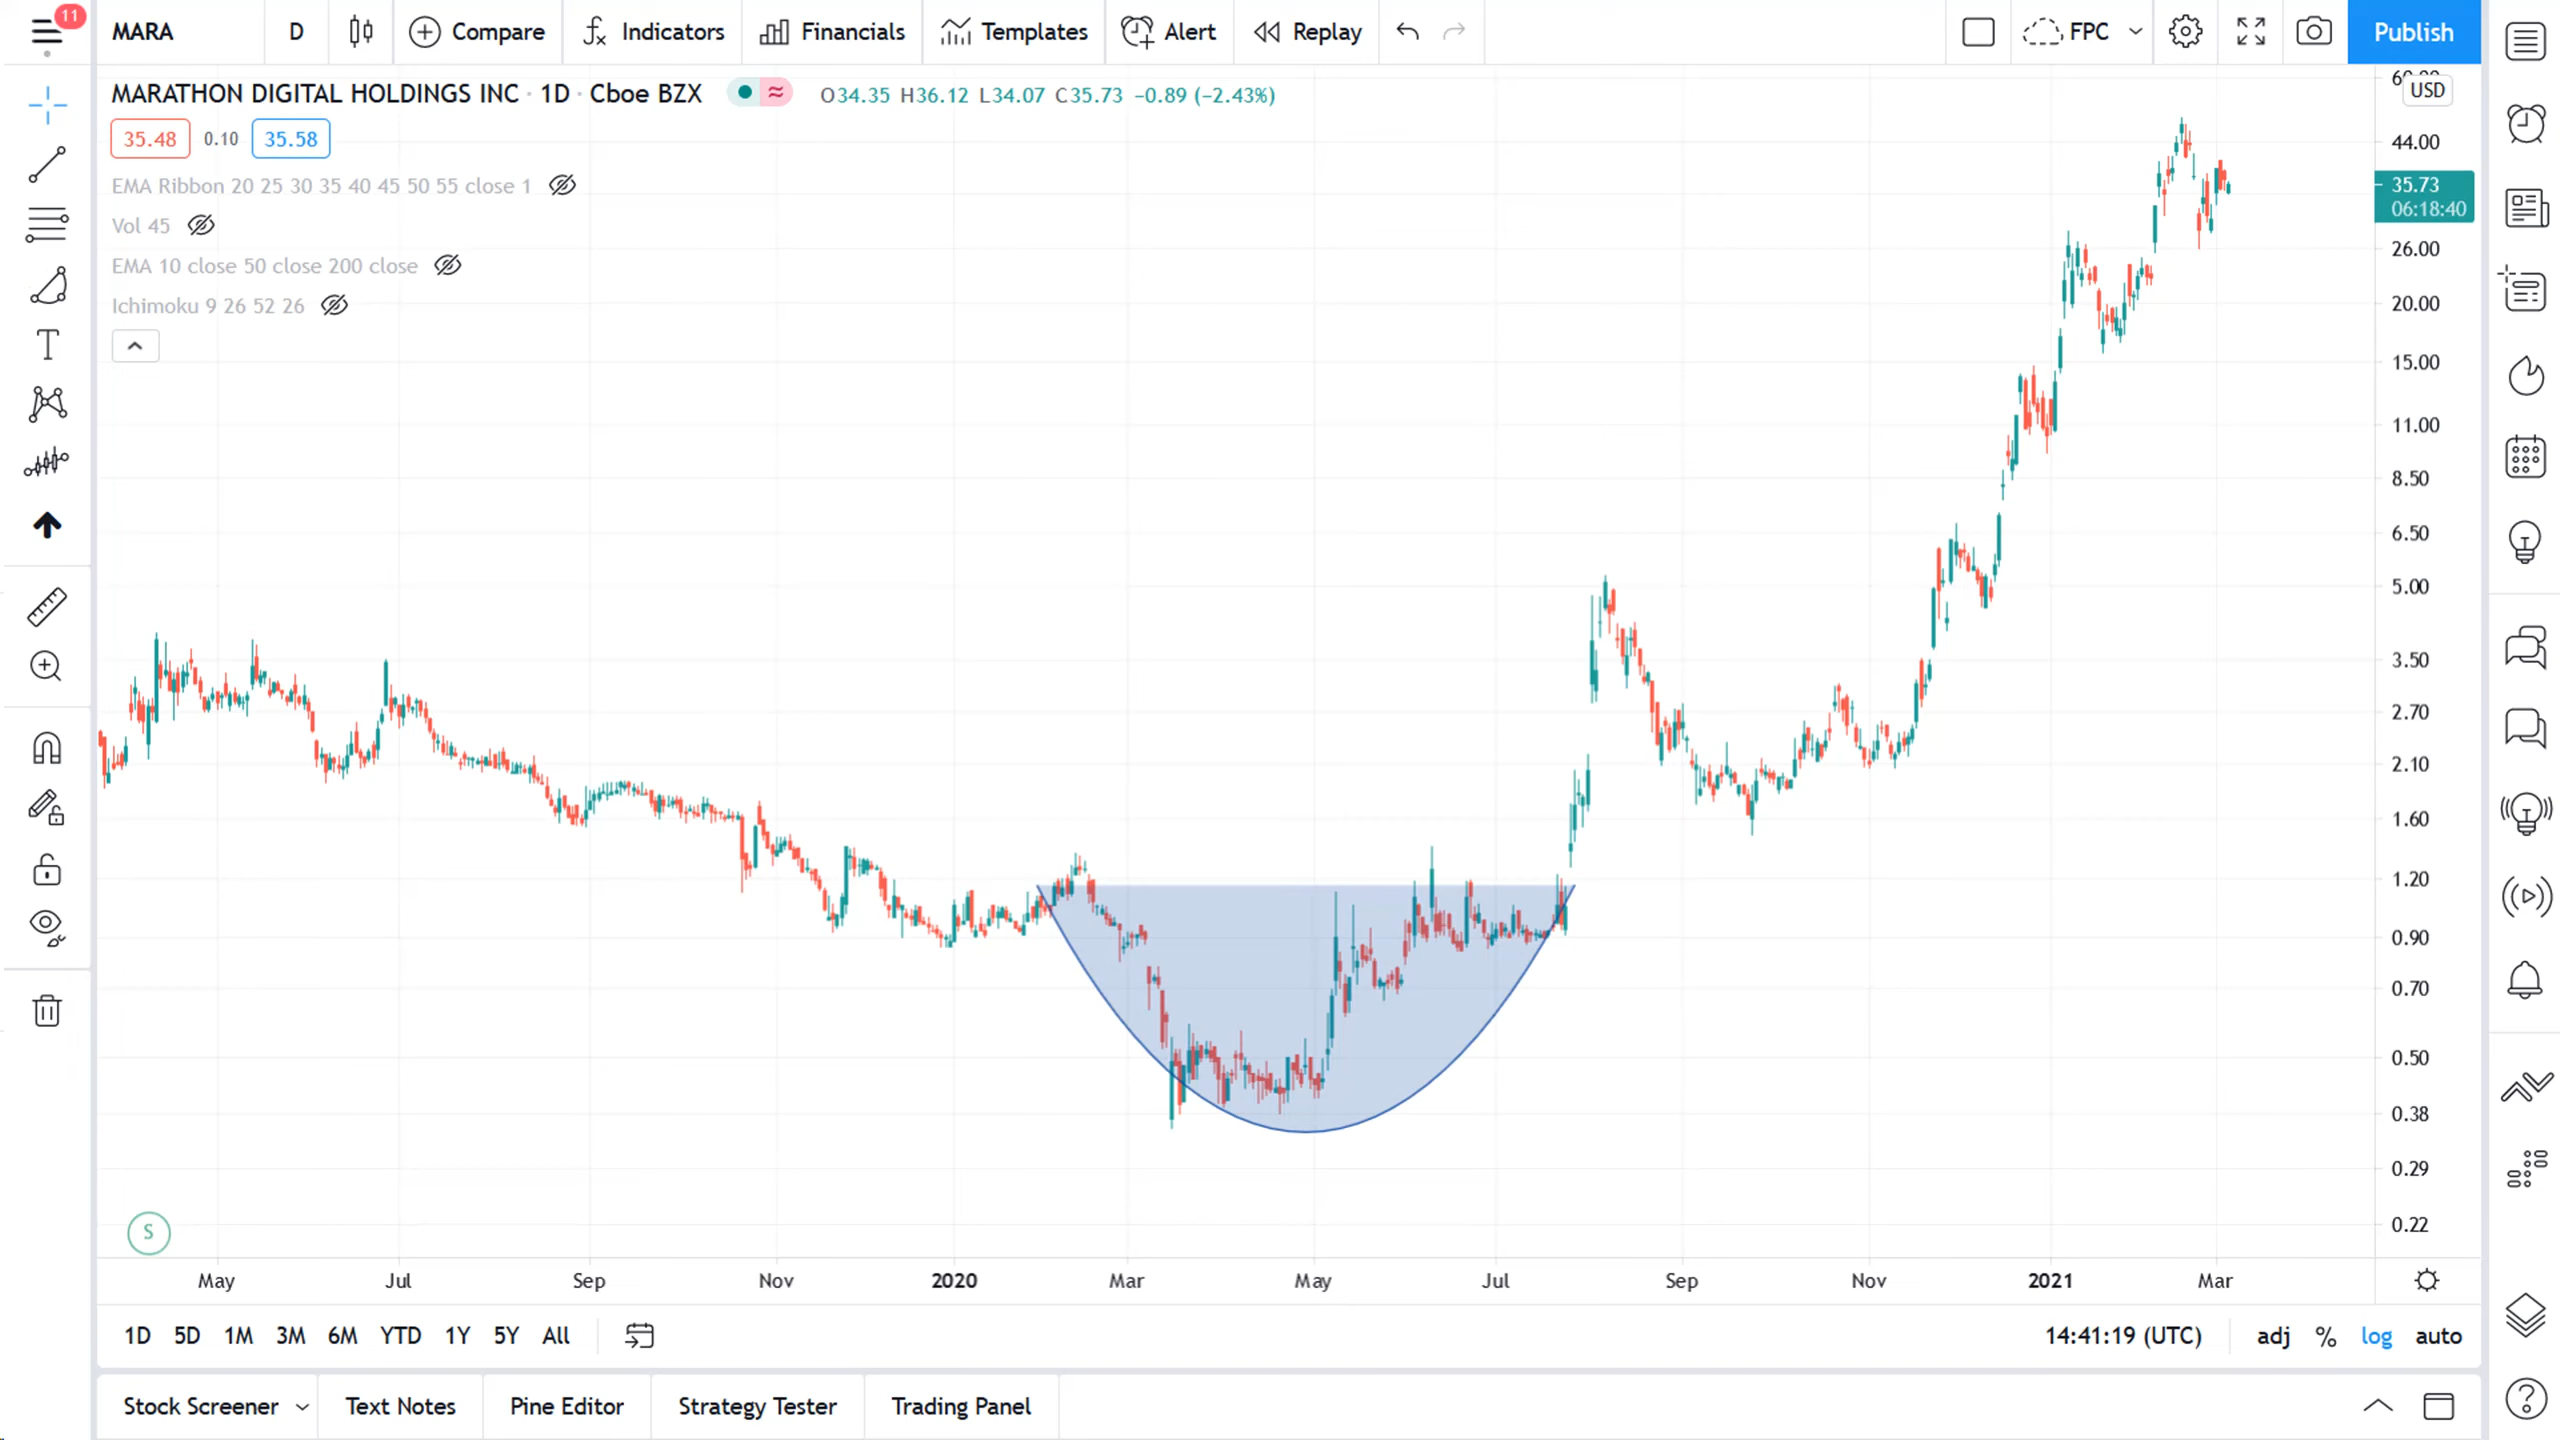 11
MARA D Compare Indicators Financials Templates Alert Replay FPC Publish
MARATHON DIGITAL HOLDINGS INC · 1D · Cboe BZX O34.35 H36.12 L34.07 C35.73 −0.89 (−2.43%)
35.48 0.10 35.58
EMA Ribbon 20 25 30 35 40 45 50 55 close 1
Vol 45
EMA 10 close 50 close 200 close
Ichimoku 9 26 52 26
USD
44.00
35.73
06:18:40
26.00
20.00
15.00
11.00
8.50
6.50
5.00
3.50
2.70
2.10
1.60
1.20
0.90
0.70
0.50
0.38
0.29
0.22
S
May Jul Sep Nov 2020 Mar May Jul Sep Nov 2021 Mar
1D 5D 1M 3M 6M YTD 1Y 5Y All 14:41:19 (UTC) adj % log auto
Stock Screener Text Notes Pine Editor Strategy Tester Trading Panel